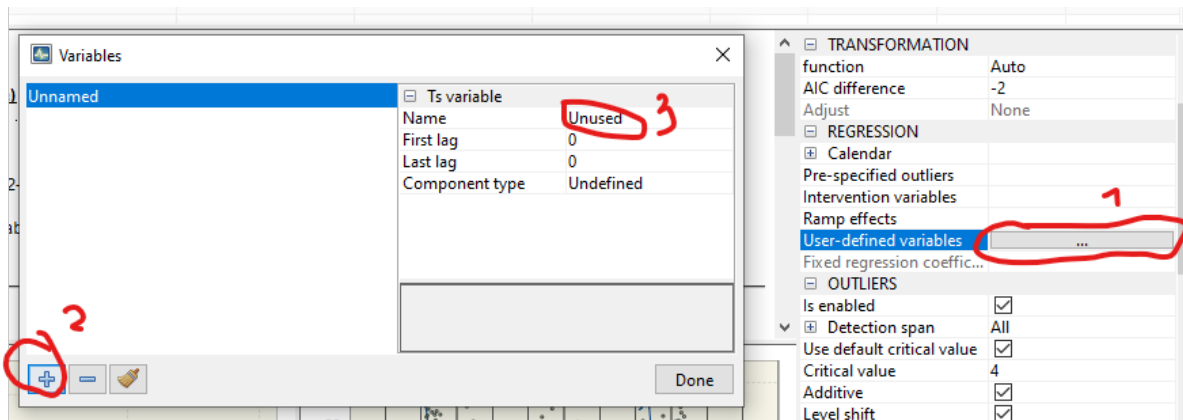 Variables
Unnamed
Ts variable
Name Unused
First lag 0
Last lag 0
Component type Undefined
Done
3
2
TRANSFORMATION
function Auto
AIC difference -2
Adjust None
REGRESSION
Calendar
Pre-specified outliers
Intervention variables
Ramp effects
User-defined variables ...
Fixed regression coeffic...
OUTLIERS
Is enabled
Detection span All
Use default critical value
Critical value 4
Additive
Level shift
1